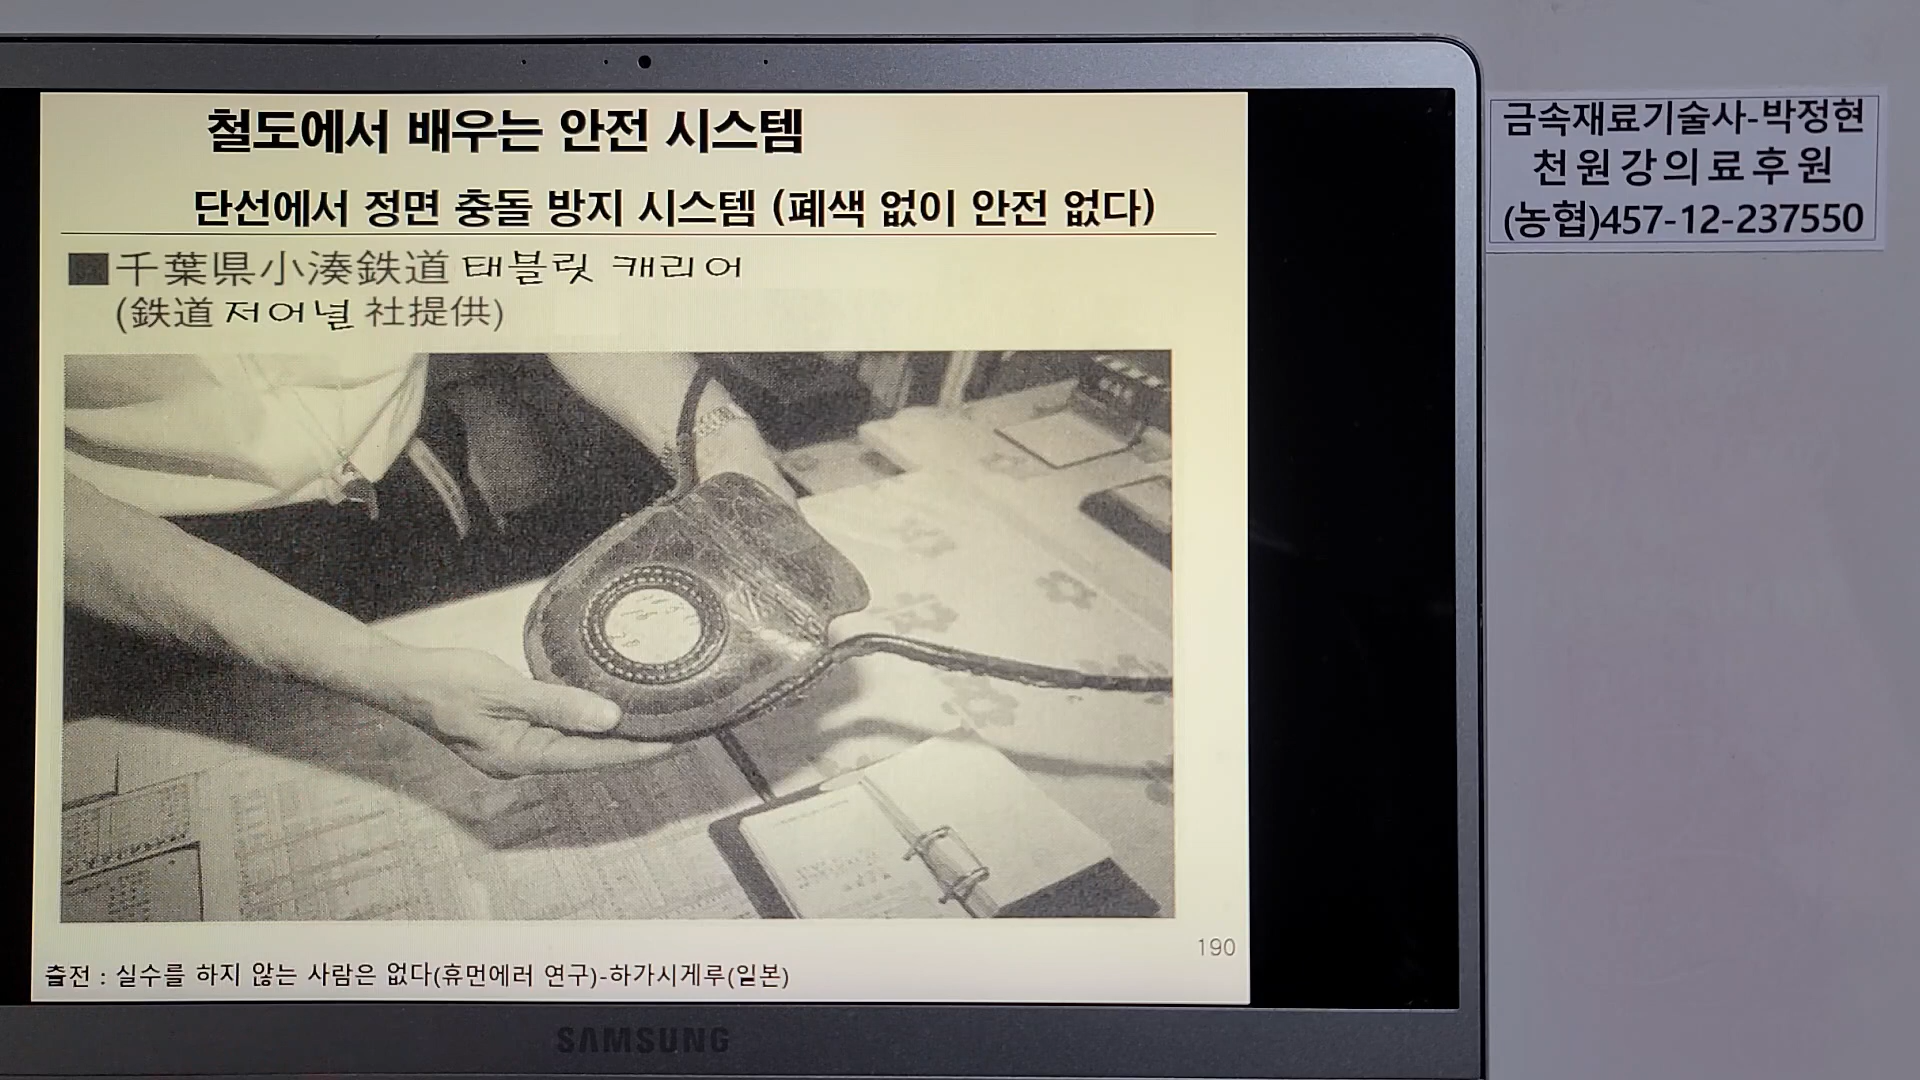 철도에서 배우는 안전 시스템
단선에서 정면 충돌 방지 시스템 (폐색 없이 안전 없다)
■千葉県小湊鉄道 태블릿 캐리어
(鉄道 저어널 社提供)
190
출전 : 실수를 하지 않는 사람은 없다(휴먼에러 연구)-하가시게루(일본)
SAMSUNG
금속재료기술사-박정현
천원강의료후원
(농협)457-12-237550